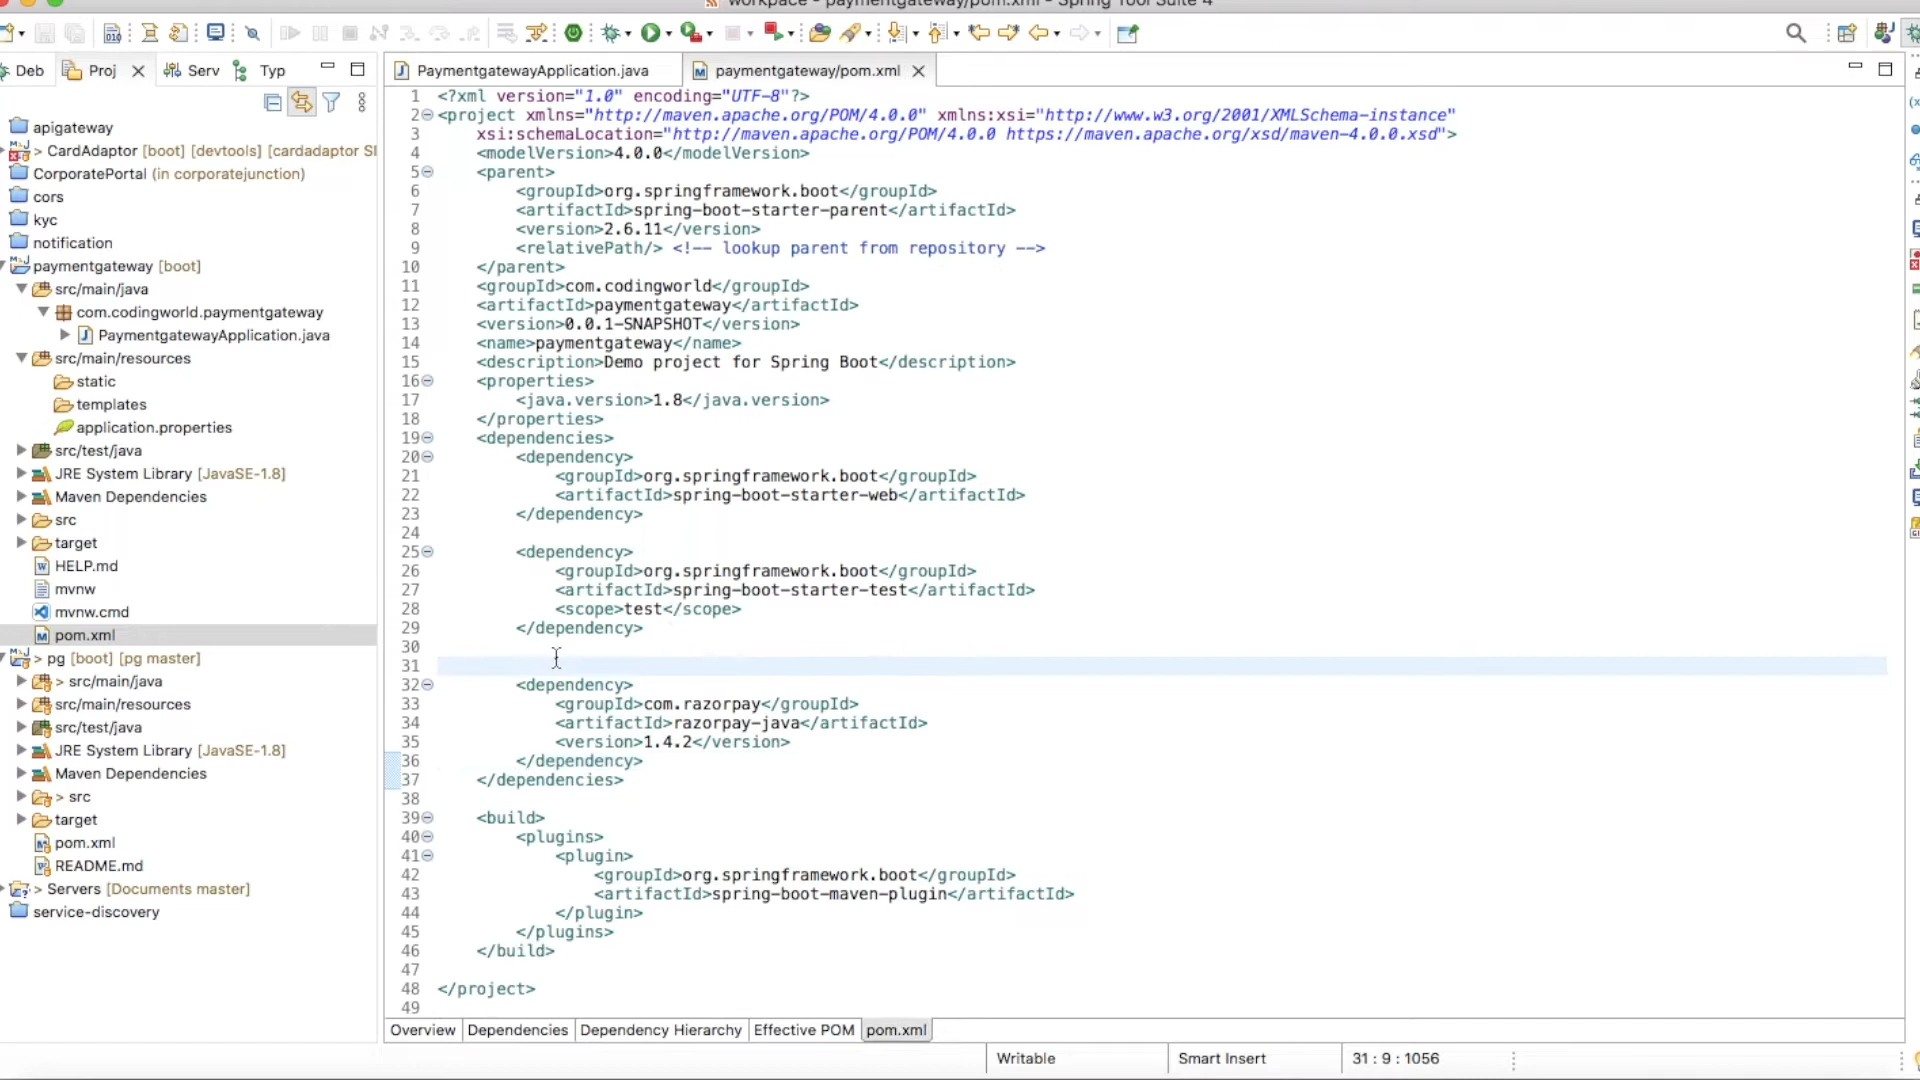 workpace - paymentgateway/pom.xml - Spring Tool Suite 4
Deb
Proj
Serv
Typ
PaymentgatewayApplication.java
paymentgateway/pom.xml
apigateway
> CardAdaptor [boot] [devtools] [cardadaptor SI
CorporatePortal (in corporatejunction)
cors
kyc
notification
paymentgateway [boot]
src/main/java
com.codingworld.paymentgateway
PaymentgatewayApplication.java
src/main/resources
static
templates
application.properties
src/test/java
JRE System Library [JavaSE-1.8]
Maven Dependencies
src
target
HELP.md
mvnw
mvnw.cmd
pom.xml
> pg [boot] [pg master]
> src/main/java
src/main/resources
src/test/java
JRE System Library [JavaSE-1.8]
Maven Dependencies
> src
target
pom.xml
README.md
> Servers [Documents master]
service-discovery
1 <?xml version="1.0" encoding="UTF-8"?>
2 <project xmlns="http://maven.apache.org/POM/4.0.0" xmlns:xsi="http://www.w3.org/2001/XMLSchema-instance"
3 xsi:schemaLocation="http://maven.apache.org/POM/4.0.0 https://maven.apache.org/xsd/maven-4.0.0.xsd">
4 <modelVersion>4.0.0</modelVersion>
5 <parent>
6 <groupId>org.springframework.boot</groupId>
7 <artifactId>spring-boot-starter-parent</artifactId>
8 <version>2.6.11</version>
9 <relativePath/> <!-- lookup parent from repository -->
10 </parent>
11 <groupId>com.codingworld</groupId>
12 <artifactId>paymentgateway</artifactId>
13 <version>0.0.1-SNAPSHOT</version>
14 <name>paymentgateway</name>
15 <description>Demo project for Spring Boot</description>
16 <properties>
17 <java.version>1.8</java.version>
18 </properties>
19 <dependencies>
20 <dependency>
21 <groupId>org.springframework.boot</groupId>
22 <artifactId>spring-boot-starter-web</artifactId>
23 </dependency>
24
25 <dependency>
26 <groupId>org.springframework.boot</groupId>
27 <artifactId>spring-boot-starter-test</artifactId>
28 <scope>test</scope>
29 </dependency>
30
31
32 <dependency>
33 <groupId>com.razorpay</groupId>
34 <artifactId>razorpay-java</artifactId>
35 <version>1.4.2</version>
36 </dependency>
37 </dependencies>
38
39 <build>
40 <plugins>
41 <plugin>
42 <groupId>org.springframework.boot</groupId>
43 <artifactId>spring-boot-maven-plugin</artifactId>
44 </plugin>
45 </plugins>
46 </build>
47
48 </project>
49
Overview Dependencies Dependency Hierarchy Effective POM pom.xml
Writable Smart Insert 31 : 9 : 1056